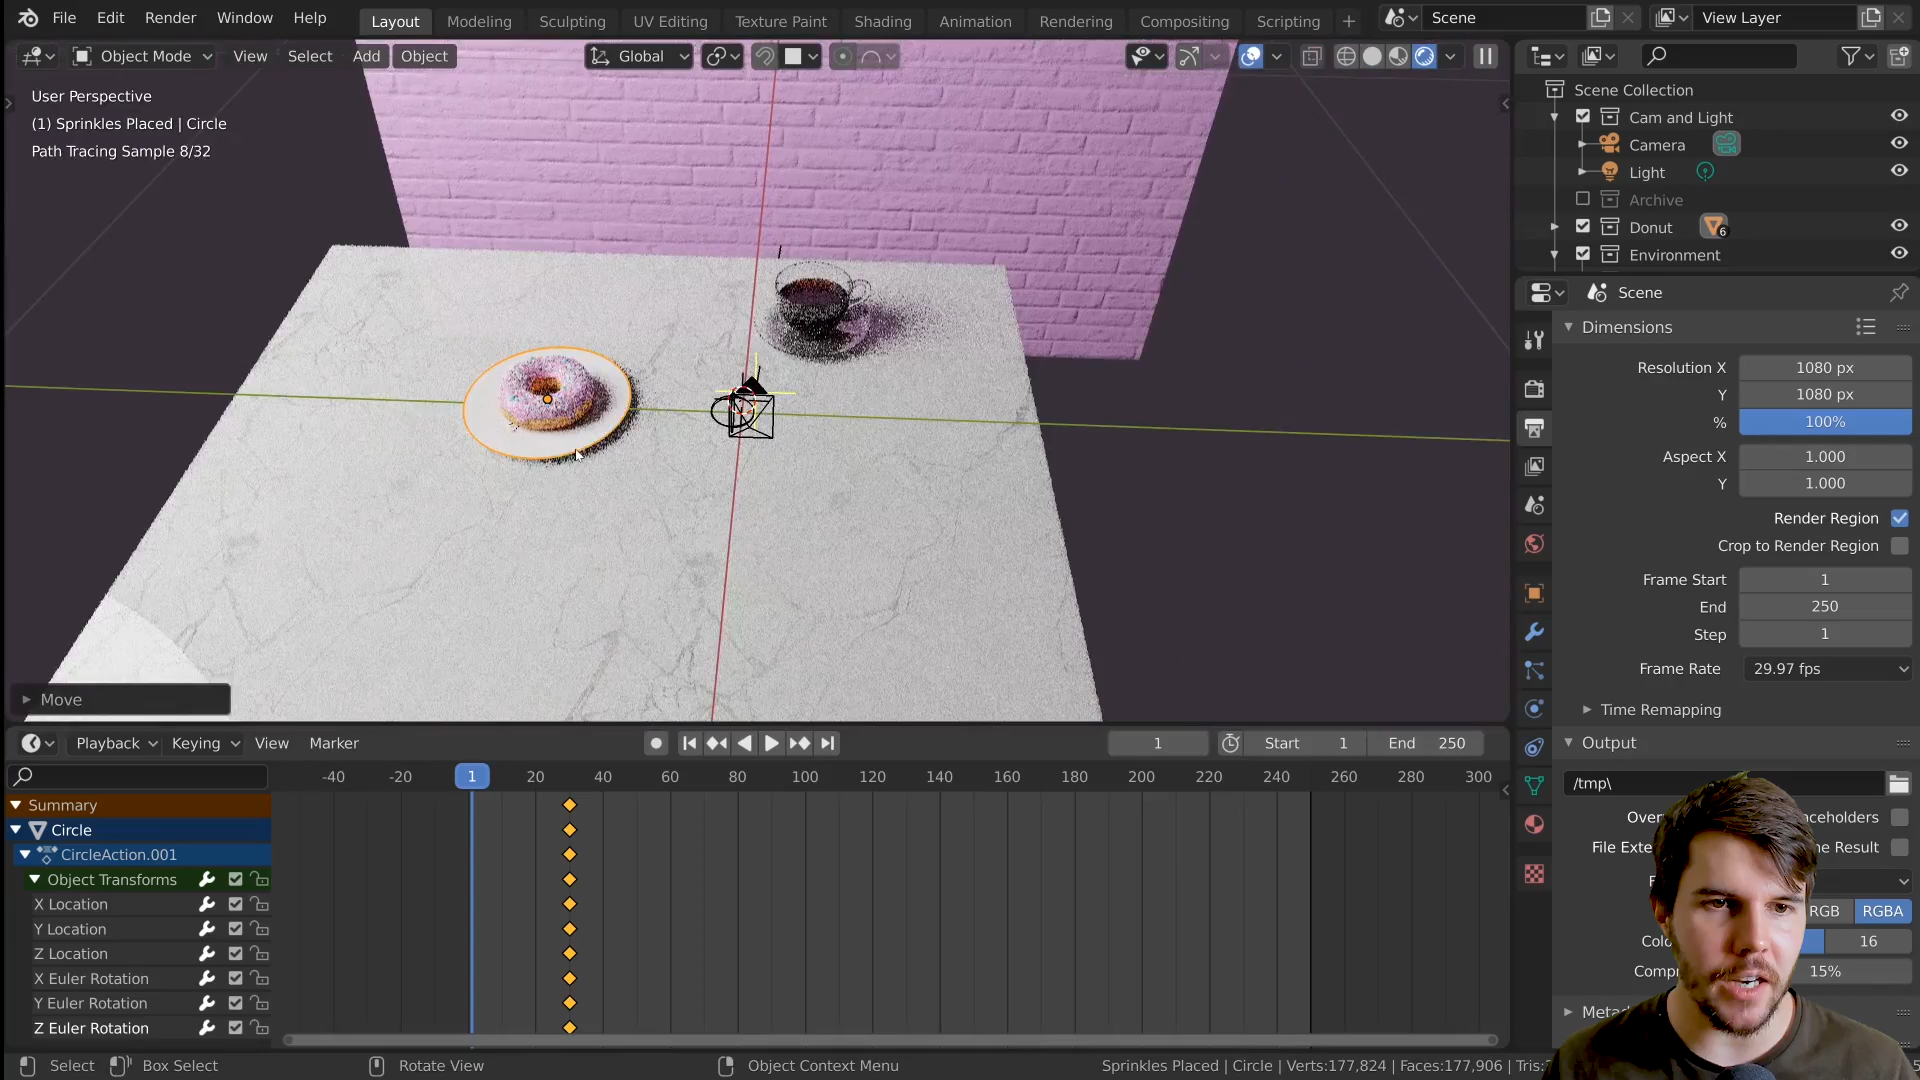 File Edit Render Window Help Layout Modeling Sculpting UV Editing Texture Paint Shading Animation Rendering Compositing Scripting + Scene View Layer
Object Mode View Select Add Object Global
User Perspective
(1) Sprinkles Placed | Circle
Path Tracing Sample 8/32
Move
Scene Collection
Cam and Light
Camera
Light
Archive
Donut 6
Environment
Scene
Dimensions
Resolution X 1080 px
Y 1080 px
% 100%
Aspect X 1.000
Y 1.000
Render Region
Crop to Render Region
Frame Start 1
End 250
Step 1
Frame Rate 29.97 fps
Time Remapping
Output
/tmp\
RGB RGBA
16
15%
Playback Keying View Marker 1 Start 1 End 250
-40 -20 1 20 40 60 80 100 120 140 160 180 200 220 240 260 280 300
Summary
Circle
CircleAction.001
Object Transforms
X Location
Y Location
Z Location
X Euler Rotation
Y Euler Rotation
Z Euler Rotation
Select Box Select Rotate View Object Context Menu Sprinkles Placed | Circle | Verts:177,824 | Faces:177,906 | Tris: